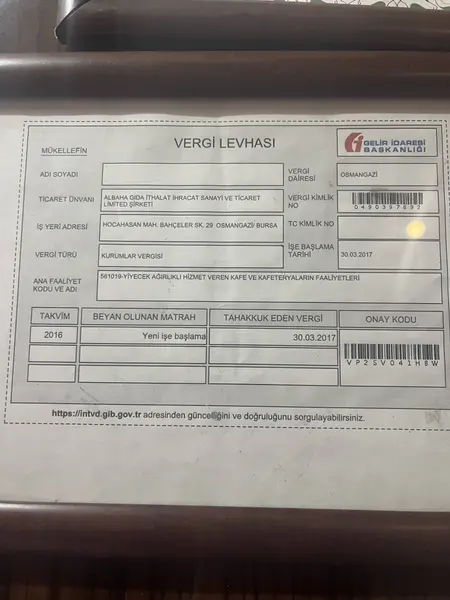 MÜKELLEFİN
VERGİ LEVHASI
GELİR İDARESİ
BAŞKANLIĞI
ADI SOYADI
VERGİ DAİRESİ
OSMANGAZİ
TİCARET ÜNVANI
ALBAHA GIDA İTHALAT İHRACAT SANAYİ VE TİCARET
LİMİTED ŞİRKETİ
VERGİ KİMLİK NO
0490397692
İŞ YERİ ADRESİ
HOCAHASAN MAH. BAHÇELER SK. 29 OSMANGAZİ/ BURSA
TC KİMLİK NO
VERGİ TÜRÜ
KURUMLAR VERGİSİ
İŞE BAŞLAMA TARİHİ
30.03.2017
ANA FAALİYET
KODU VE ADI
561019-YİYECEK AĞIRLIKLI HİZMET VEREN KAFE VE KAFETERYALARIN FAALİYETLERİ
TAKVİM BEYAN OLUNAN MATRAH TAHAKKUK EDEN VERGİ ONAY KODU
2016 Yeni işe başlama 30.03.2017
VP2SV041H8W
https://intvd.gib.gov.tr adresinden güncelliğini ve doğruluğunu sorgulayabilirsiniz.